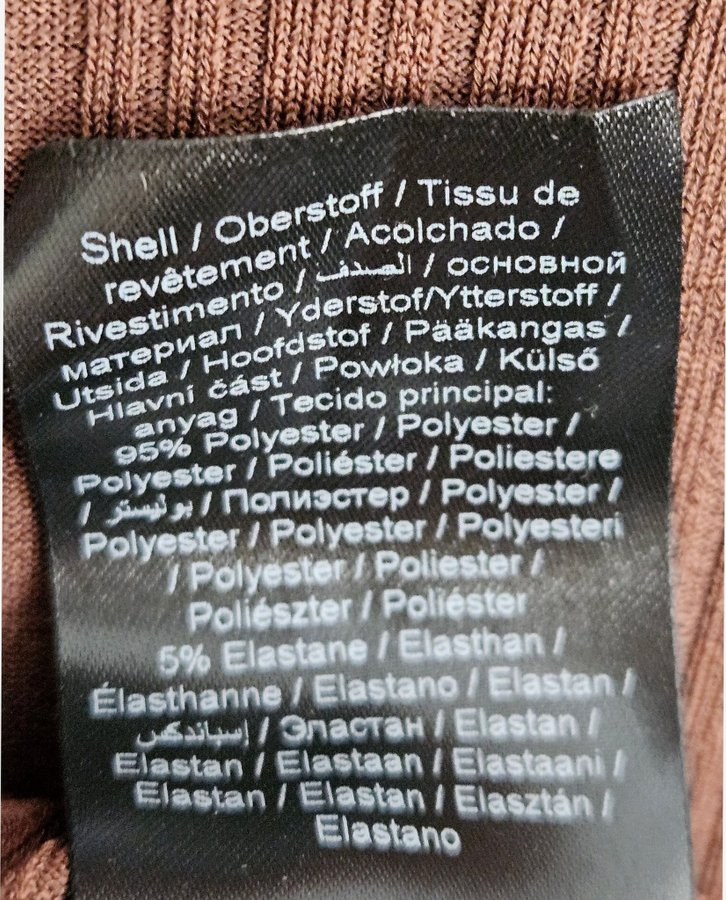 Shell / Oberstoff / Tissu de
revêtement / Acolchado /
Rivestimento / الصدف / основной
материал / Yderstof/Ytterstoff /
Utsida / Hoofdstof / Pääkangas /
Hlavní část / Powłoka / Külső
anyag / Tecido principal:
95% Polyester / Polyester /
Polyester / Poliéster / Poliestere
/ بوليستر / Полиэстер / Polyester /
Polyester / Polyester / Polyesteri
/ Polyester / Poliester /
Poliészter / Poliéster
5% Elastane / Elasthan /
Élasthanne / Elastano / Elastan /
إسباندكس / Эластан / Elastan /
Elastan / Elastaan / Elastaani /
Elastan / Elastan / Elasztán /
Elastano